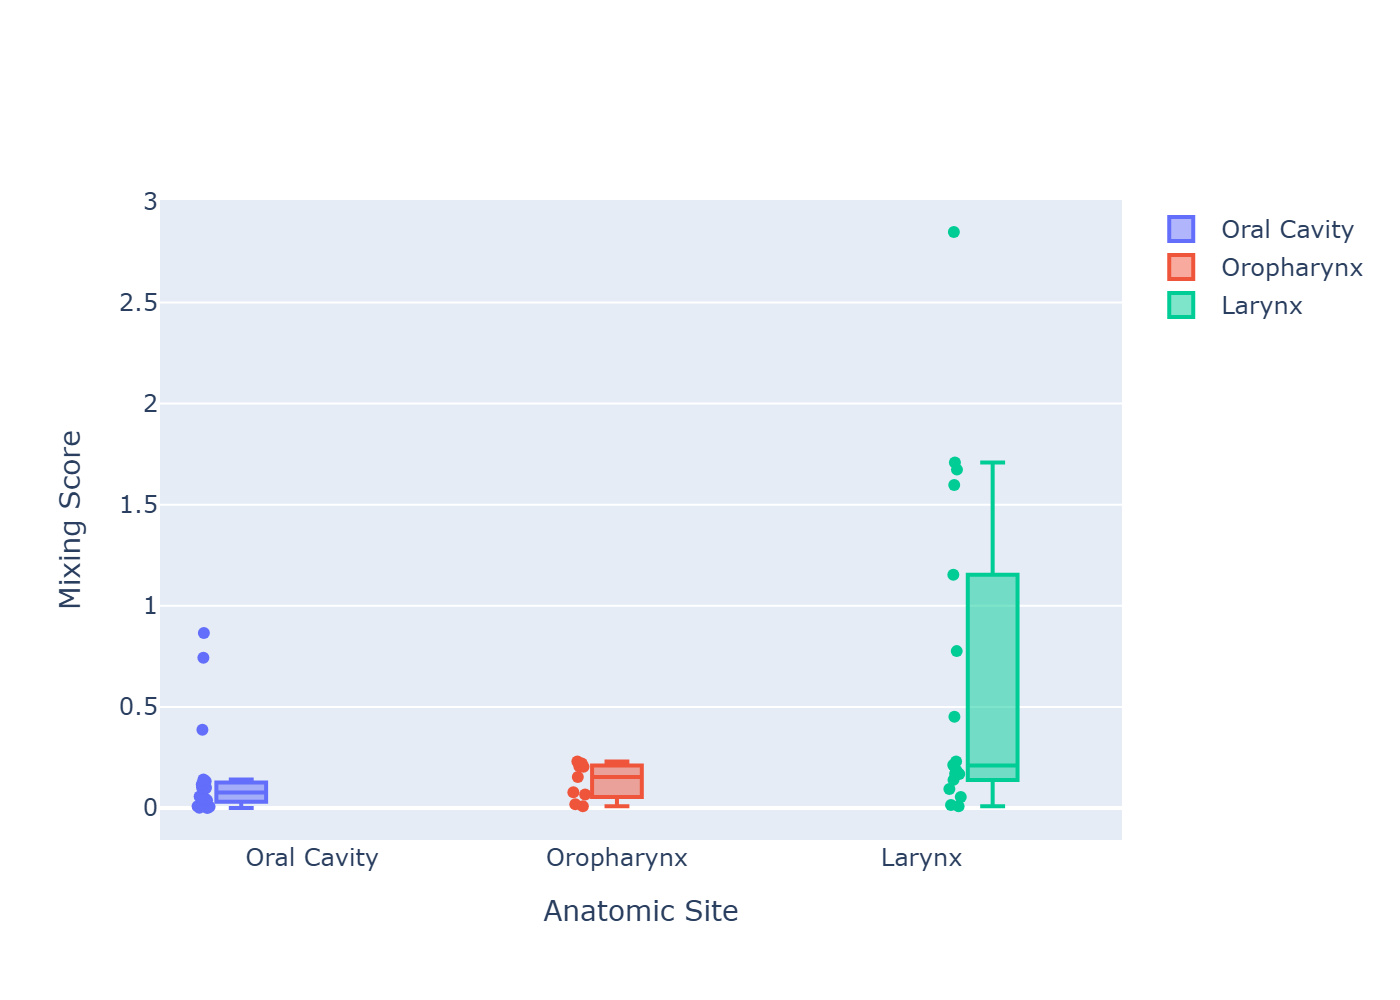 3
2.5
2
1.5
1
0.5
0
Mixing Score
Oral Cavity
Oropharynx
Larynx
Anatomic Site
Oral Cavity
Oropharynx
Larynx